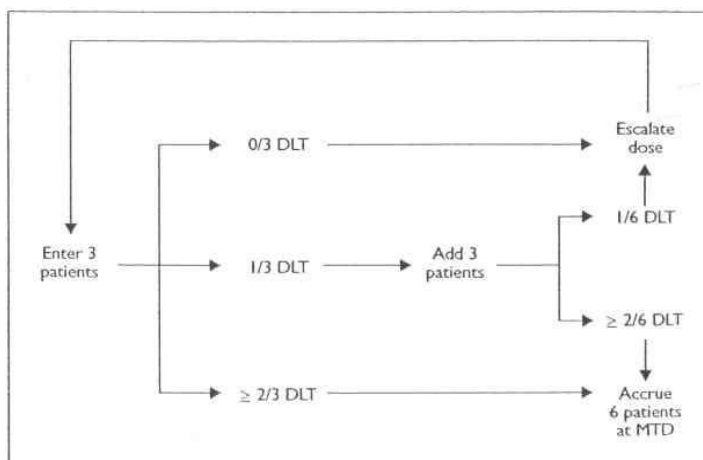 0/3 DLT
Escalate
dose
1/6 DLT
Enter 3
patients
1/3 DLT
Add 3
patients
≥ 2/6 DLT
≥ 2/3 DLT
Accrue
6 patients
at MTD